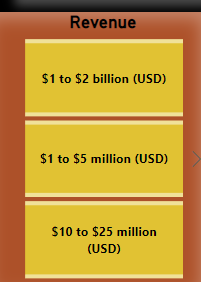 Revenue
$1 to $2 billion (USD)
$1 to $5 million (USD)
$10 to $25 million
(USD)